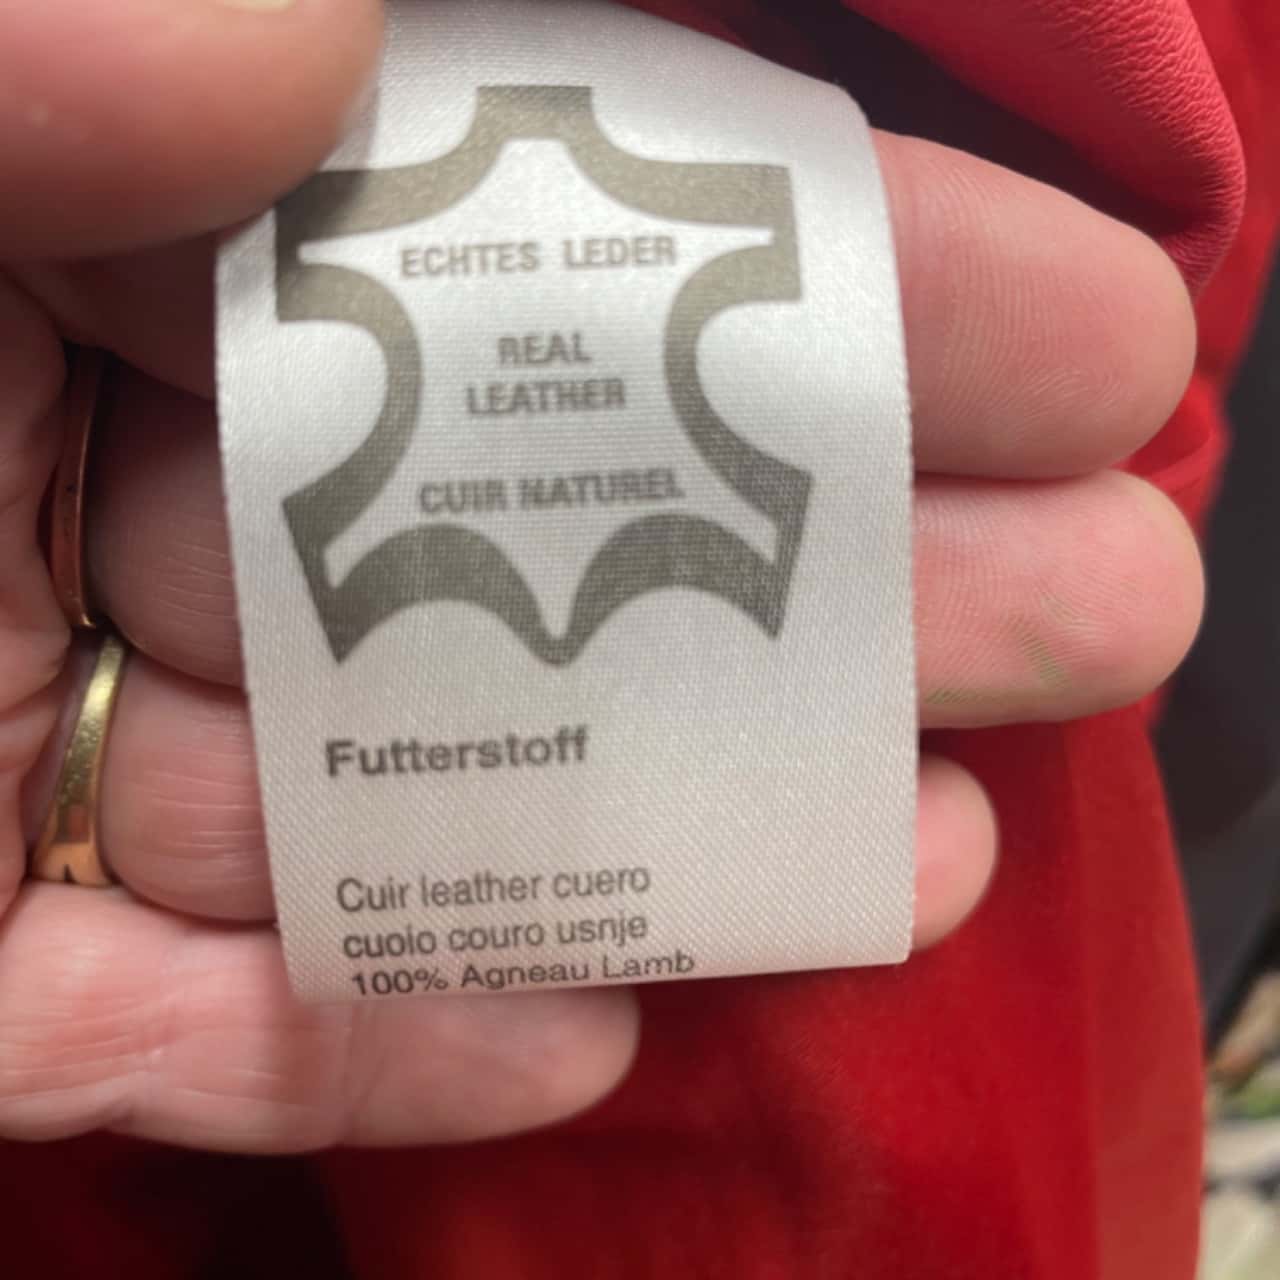 ECHTES LEDER
REAL
LEATHER
CUIR NATUREL
Futterstoff
Cuir leather cuero
cuoio couro usnje
100% Agneau Lamb